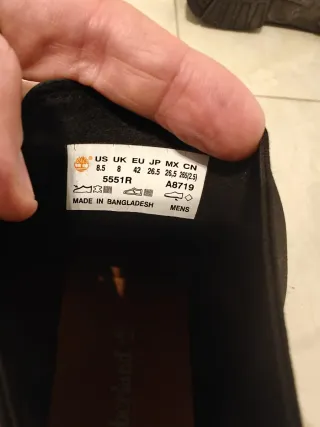 US UK EU JP MX CN
8.5 8 42 26.5 26.5 265(2.5)
5551R A8719
MADE IN BANGLADESH MENS